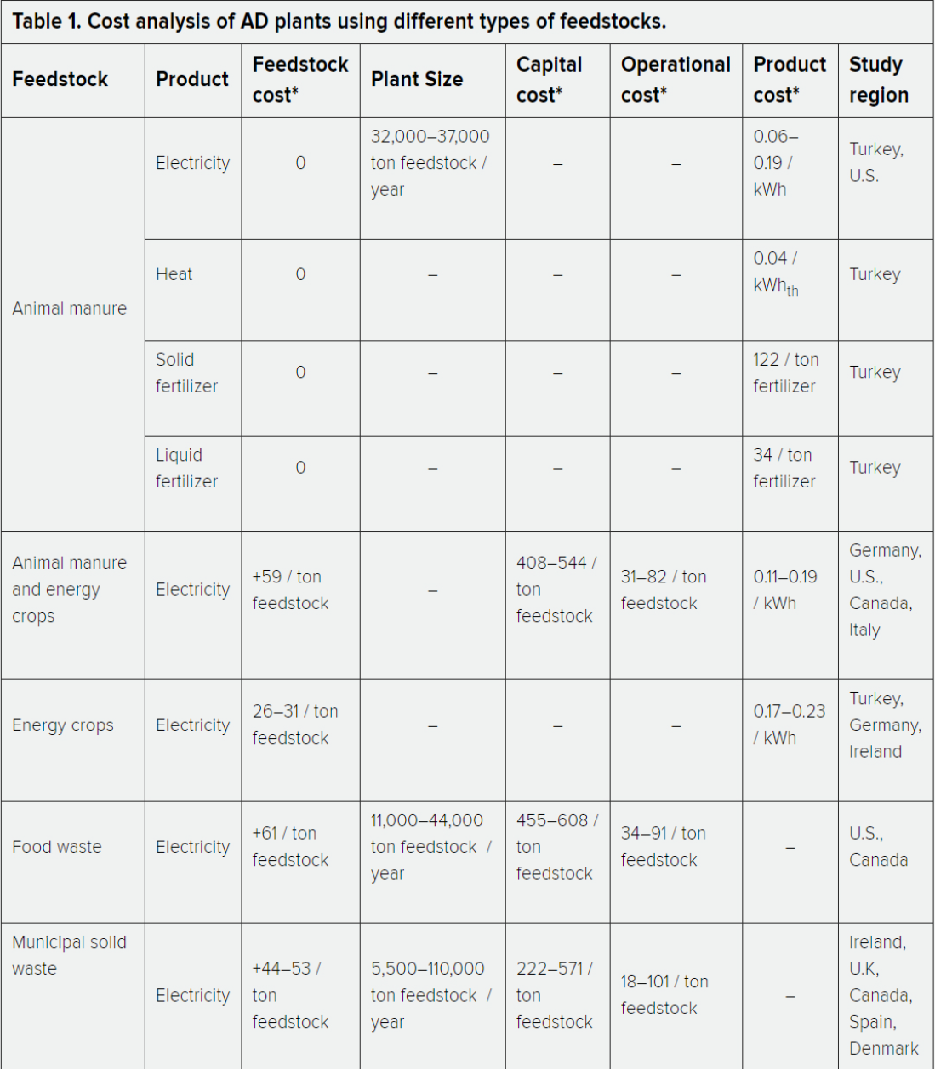 Table 1. Cost analysis of AD plants using different types of feedstocks.
Feedstock
Product
Feedstock
cost*
Plant Size
Capital
cost*
Operational
cost*
Product
cost*
Study
region
Animal manure
Electricity
0
32,000–37,000
ton feedstock /
year
–
–
0.06–
0.19 /
kWh
Turkey,
U.S.
Heat
0
–
–
–
0.04 /
kWhth
Turkey
Solid
fertilizer
0
–
–
–
122 / ton
fertilizer
Turkey
Liquid
fertilizer
0
–
–
–
34 / ton
fertilizer
Turkey
Animal manure
and energy
crops
Electricity
+59 / ton
feedstock
–
408–544 /
ton
feedstock
31–82 / ton
feedstock
0.11–0.19
/ kWh
Germany,
U.S.,
Canada,
Italy
Energy crops
Electricity
26–31 / ton
feedstock
–
–
–
0.17–0.23
/ kWh
Turkey,
Germany,
Ireland
Food waste
Electricity
+61 / ton
feedstock
11,000–44,000
ton feedstock /
year
455–608 /
ton
feedstock
34–91 / ton
feedstock
–
U.S.,
Canada
Municipal solid
waste
Electricity
+44–53 /
ton
feedstock
5,500–110,000
ton feedstock /
year
222–571 /
ton
feedstock
18–101 / ton
feedstock
–
Ireland,
U.K,
Canada,
Spain,
Denmark